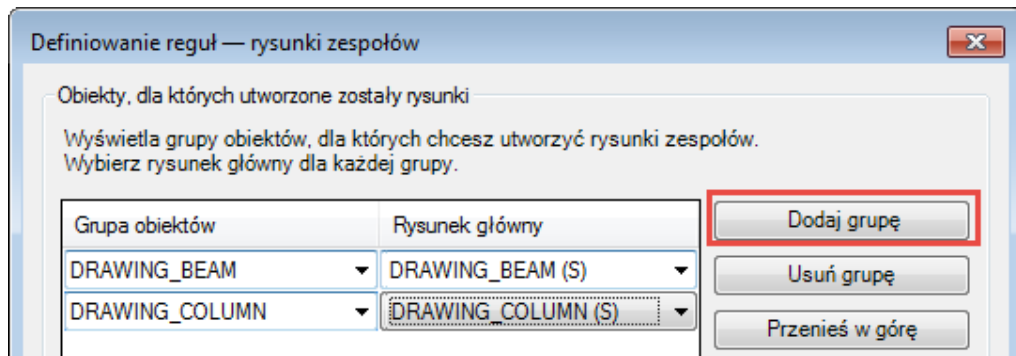 Definiowanie reguł — rysunki zespołów
Obiekty, dla których utworzone zostały rysunki
Wyświetla grupy obiektów, dla których chcesz utworzyć rysunki zespołów.
Wybierz rysunek główny dla każdej grupy.
Grupa obiektów Rysunek główny
DRAWING_BEAM DRAWING_BEAM (S)
DRAWING_COLUMN DRAWING_COLUMN (S)
Dodaj grupę
Usuń grupę
Przenieś w górę